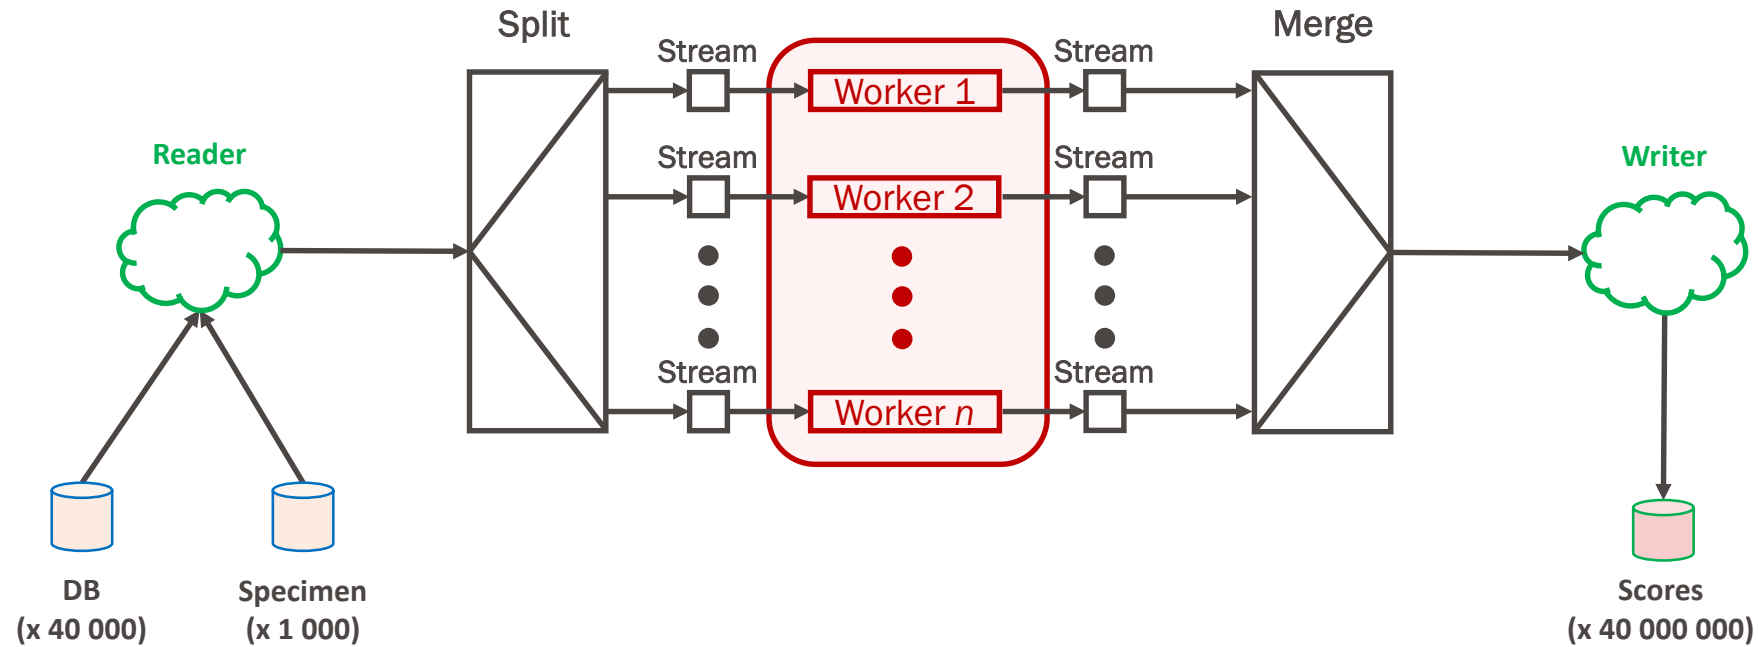 Split
Merge
Stream
Stream
Worker 1
Reader
Stream
Stream
Writer
Worker 2
Stream
Stream
Worker n
DB
(x 40 000)
Specimen
(x 1 000)
Scores
(x 40 000 000)